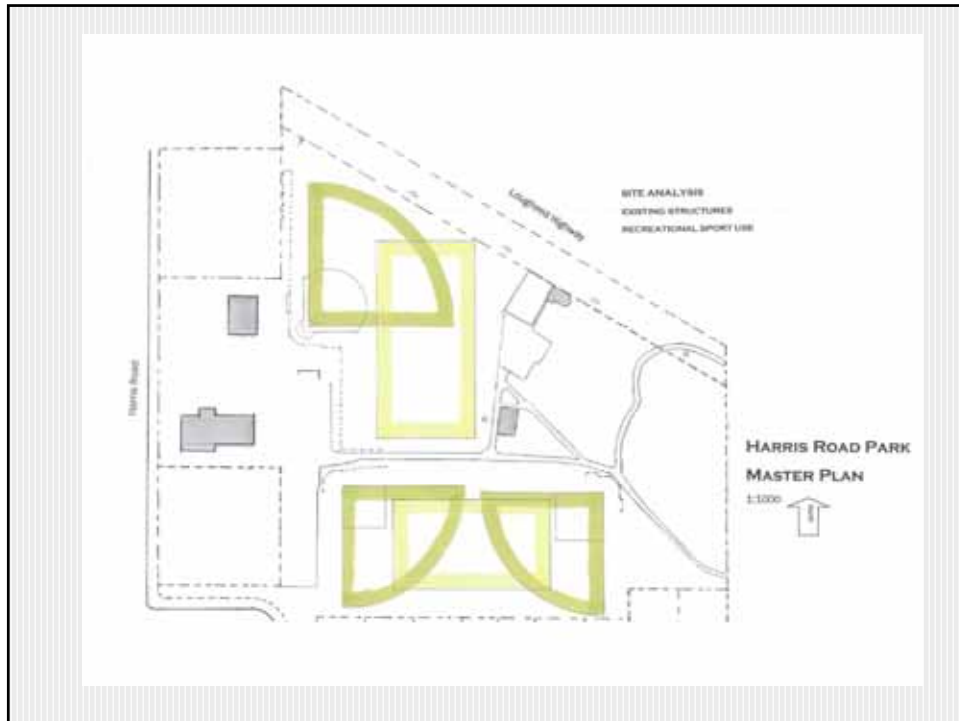 Lougheed Highway
SITE ANALYSIS
EXISTING STRUCTURES
RECREATIONAL SPORT USE
Harris Road
HARRIS ROAD PARK
MASTER PLAN
1:1000